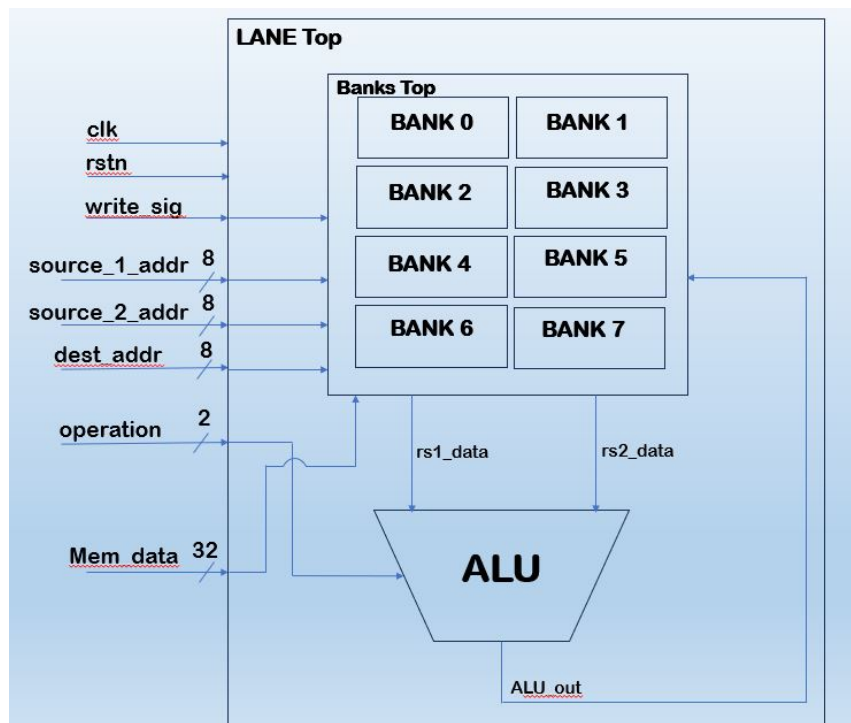 LANE Top
Banks Top
BANK 0
BANK 1
clk
rstn
BANK 2
BANK 3
write_sig
source_1_addr 8
BANK 4
BANK 5
source_2_addr 8
BANK 6
BANK 7
dest_addr 8
operation 2
rs1_data
rs2_data
Mem_data 32
ALU
ALU_out